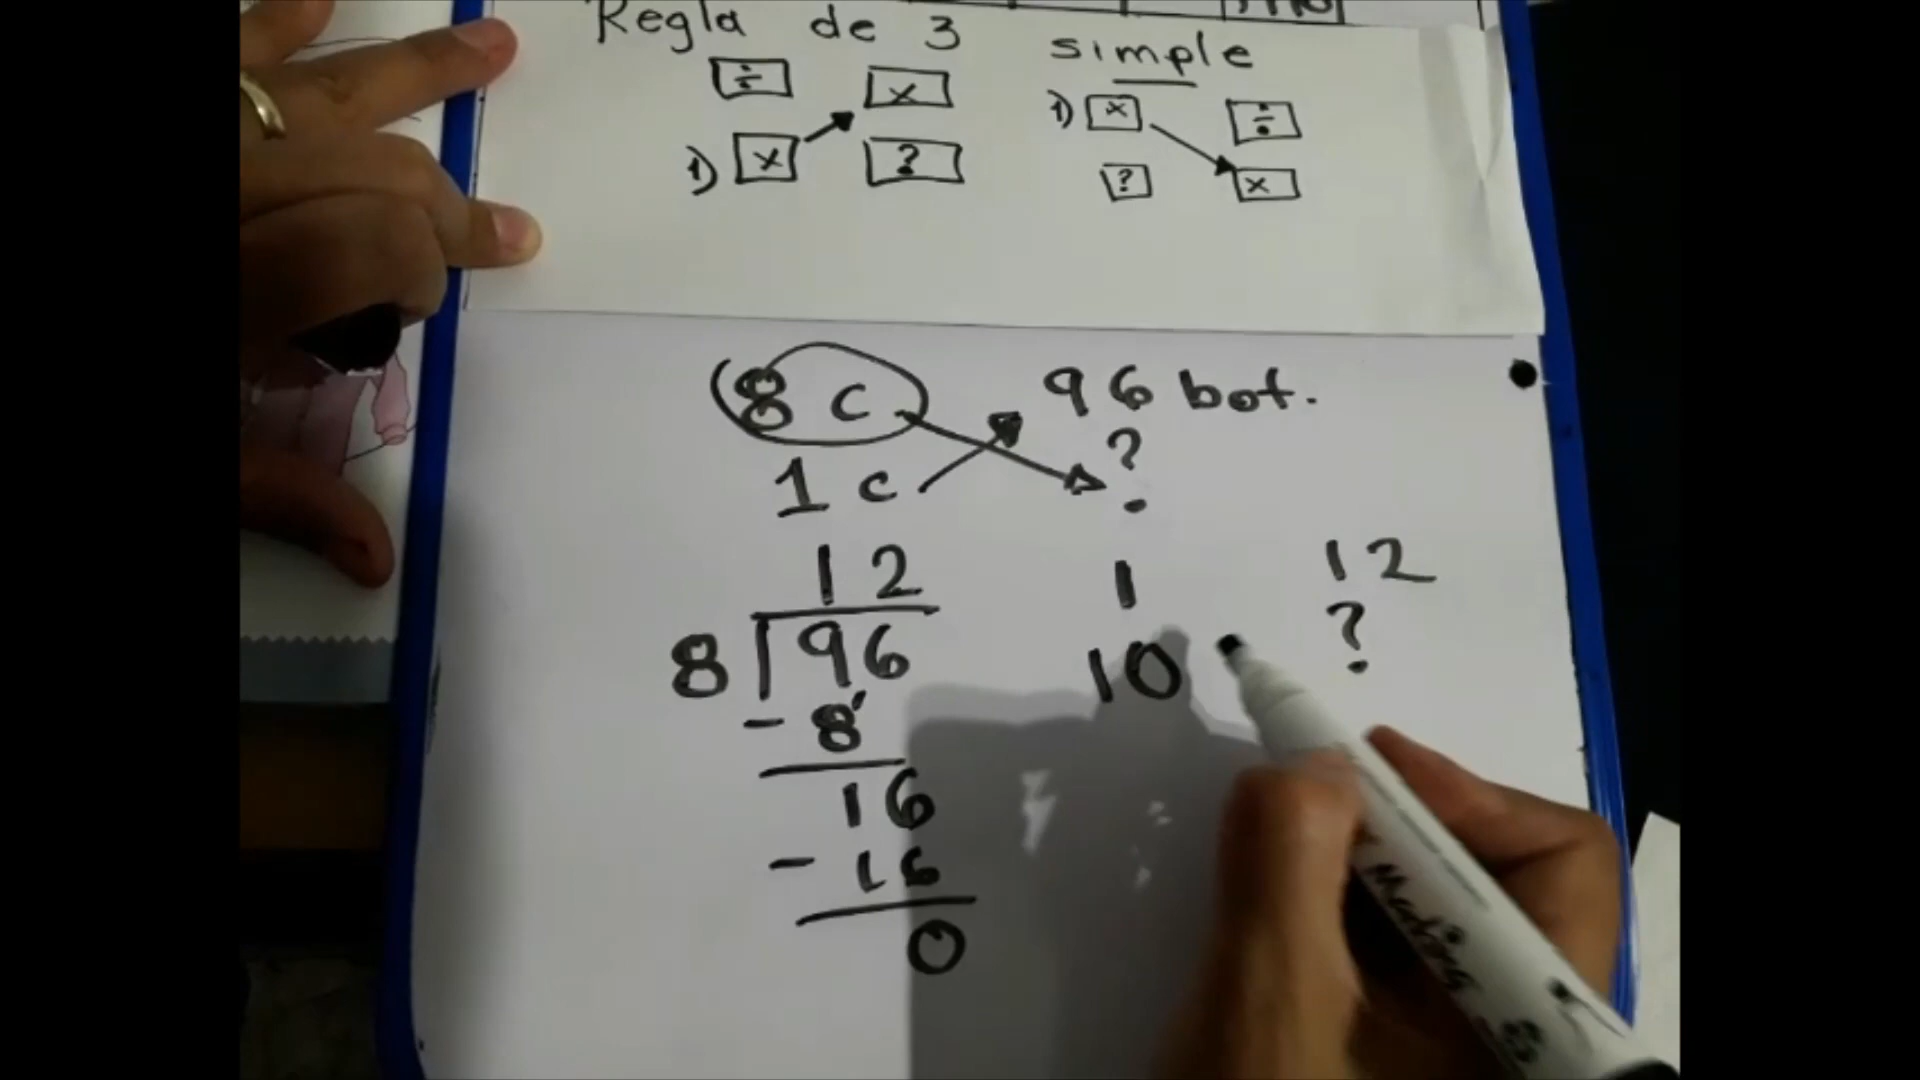 Regla de 3 simple
÷ x
1) x ?
1) x ÷
? x
8 c 96 bot.
1 c ?
12
8 96
- 8
16
- 16
0
1 12
10 ?